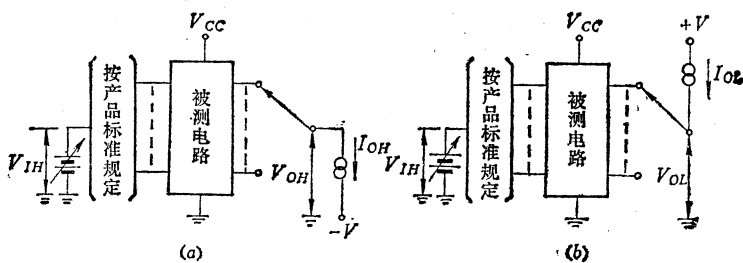 V_CC
按产品标准规定
被测电路
V_IH
V_OH
I_OH
-V
(a)
V_CC
+V
I_OL
按产品标准规定
被测电路
V_IH
V_OL
(b)